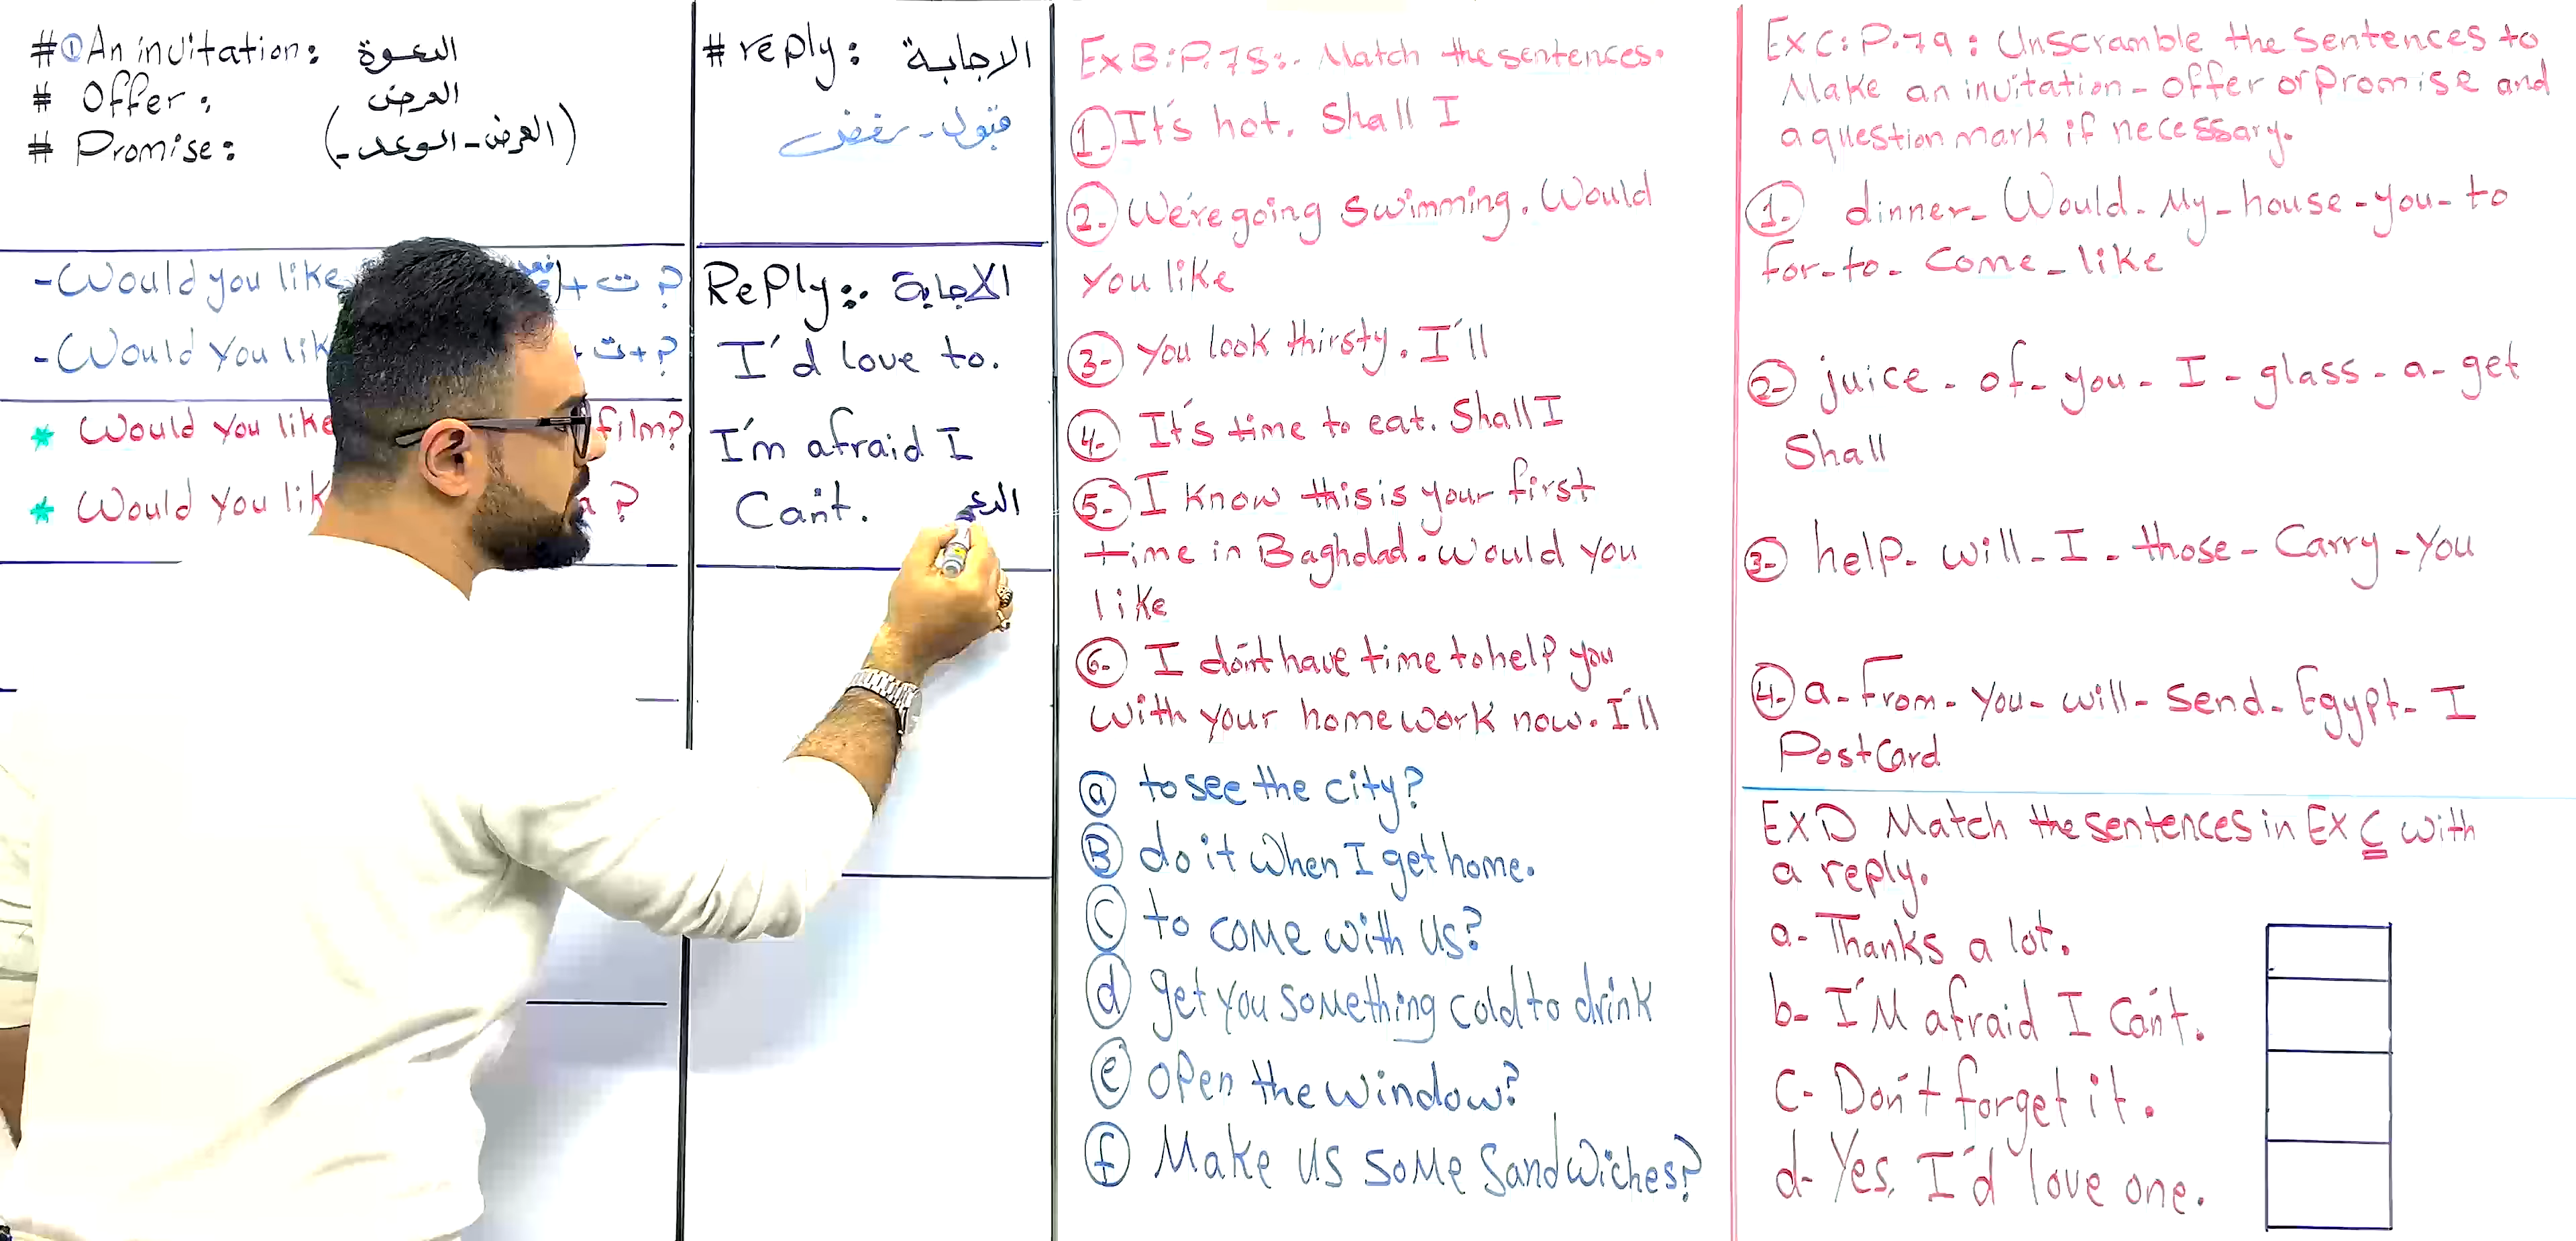 #①An invitation: الدعوة
# Offer: العرض
# Promise: (العرض-الوعد-)
-Would you like + ت ?
-Would you + ت + ?
* Would you like film?
* Would you ?
# reply: الاجابة
قبول - رفض
Reply:. الاجابة
I'd love to.
I'm afraid I
Can't. الدع
Ex B:P.75:. Match the sentences.
1. It's hot. Shall I
2. We're going swimming. Would
you like
3- you look thirsty. I'll
4. It's time to eat. Shall I
5. I know this is your first
time in Baghdad. would you
like
6. I don't have time to help you
with your homework now. I'll
a to see the city?
B do it when I get home.
C to come with us?
d get you something cold to drink
e open the window?
f Make us some sandwiches?
Ex C: P.79: Unscramble the sentences to
Make an invitation - offer or promise and
a question mark if necessary.
1. dinner - Would - My - house - you - to
for - to - come - like
2- juice - of - you - I - glass - a - get
Shall
3- help - will - I - those - Carry - you
4- a - from - you - will - send - Egypt - I
Postcard
Ex D Match the sentences in Ex C with
a reply.
a- Thanks a lot.
b- I'M afraid I can't.
c- Don't forget it.
d- Yes, I'd love one.